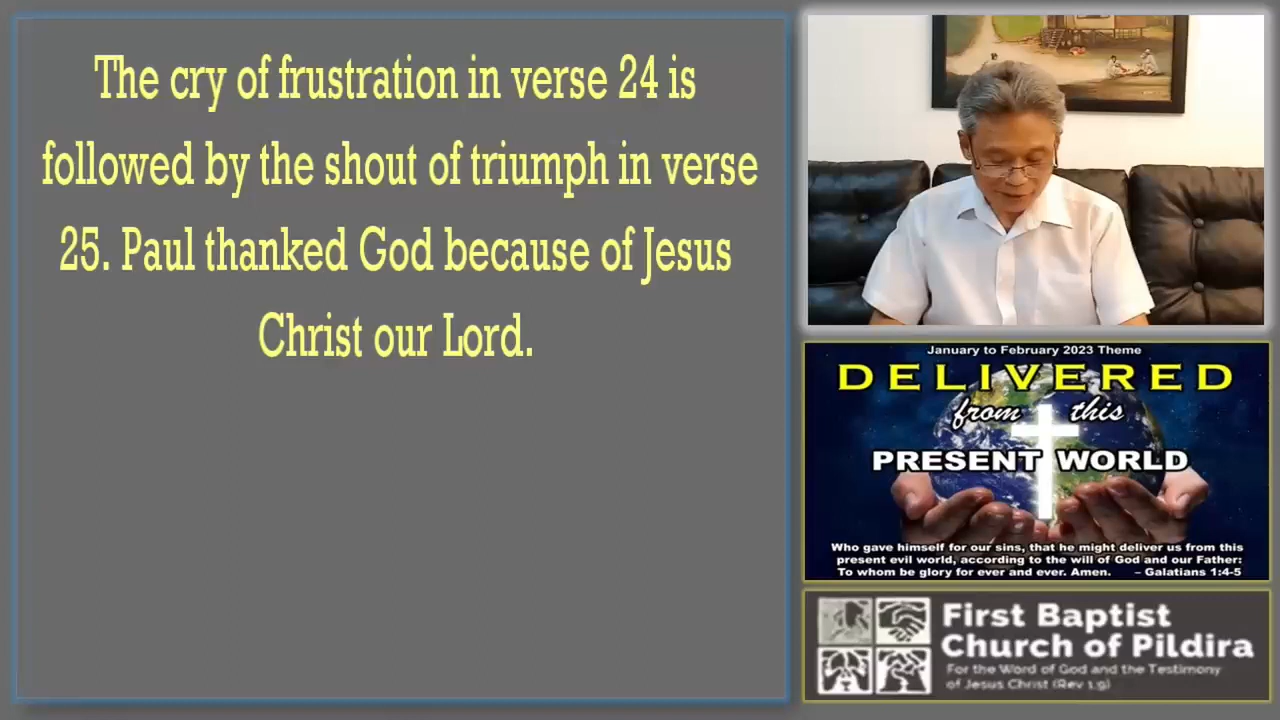 The cry of frustration in verse 24 is
followed by the shout of triumph in verse
25. Paul thanked God because of Jesus
Christ our Lord.
January to February 2023 Theme
DELIVERED
from this
PRESENT WORLD
Who gave himself for our sins, that he might deliver us from this
present evil world, according to the will of God and our Father:
To whom be glory for ever and ever. Amen. – Galatians 1:4-5
First Baptist
Church of Pildira
For the Word of God and the Testimony
of Jesus Christ (Rev 1:9)